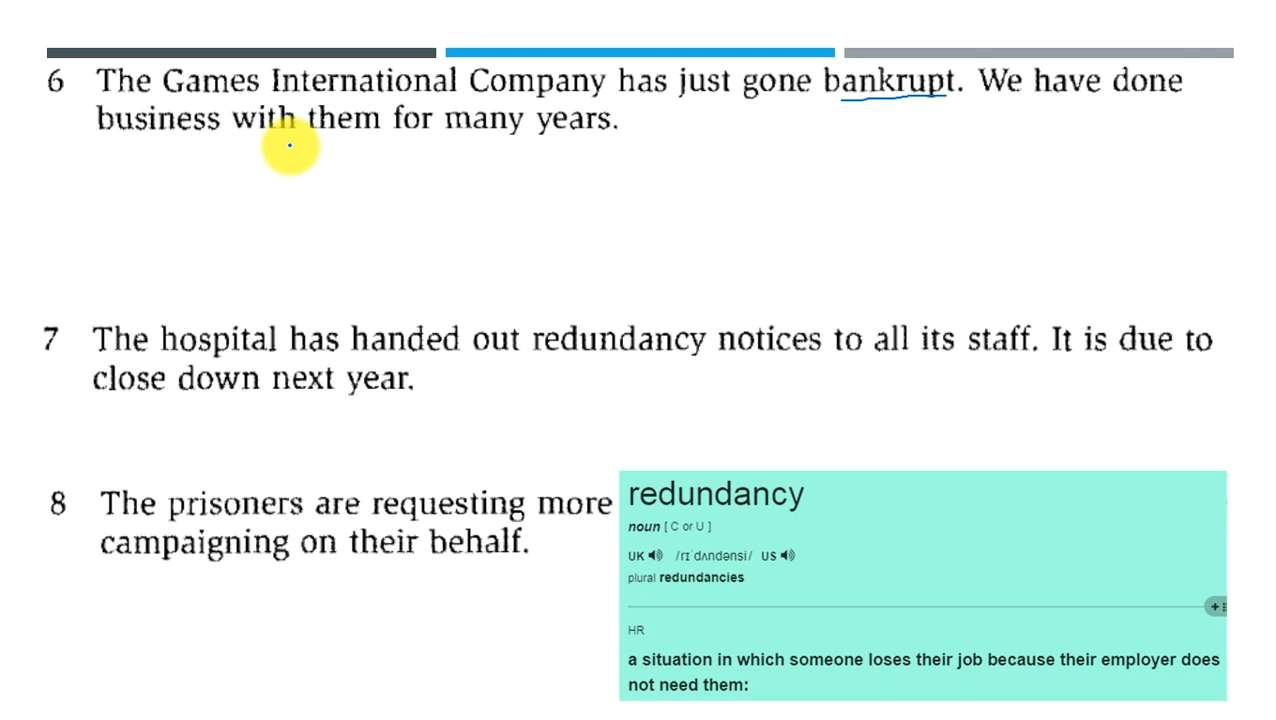 6 The Games International Company has just gone bankrupt. We have done
business with them for many years.
7 The hospital has handed out redundancy notices to all its staff. It is due to
close down next year.
8 The prisoners are requesting more
campaigning on their behalf.
redundancy
noun [ C or U ]
UK /rɪˈdʌndənsi/ US
plural redundancies
HR
a situation in which someone loses their job because their employer does
not need them: